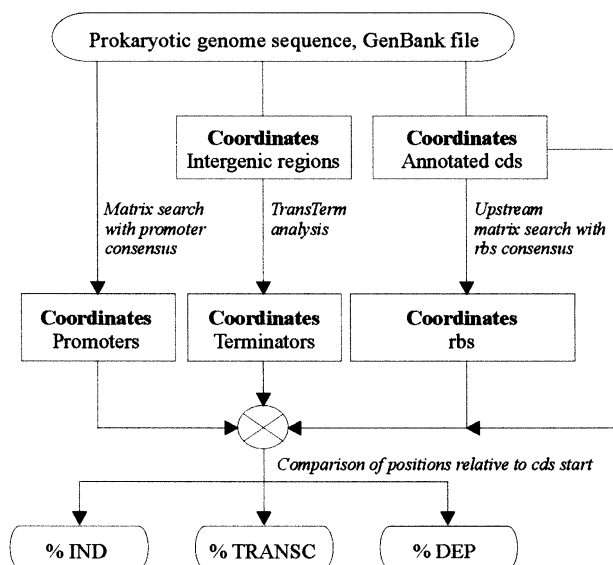 Prokaryotic genome sequence, GenBank file
Coordinates
Intergenic regions
Coordinates
Annotated cds
Matrix search
with promoter
consensus
TransTerm
analysis
Upstream
matrix search with
rbs consensus
Coordinates
Promoters
Coordinates
Terminators
Coordinates
rbs
Comparison of positions relative to cds start
% IND
% TRANSC
% DEP